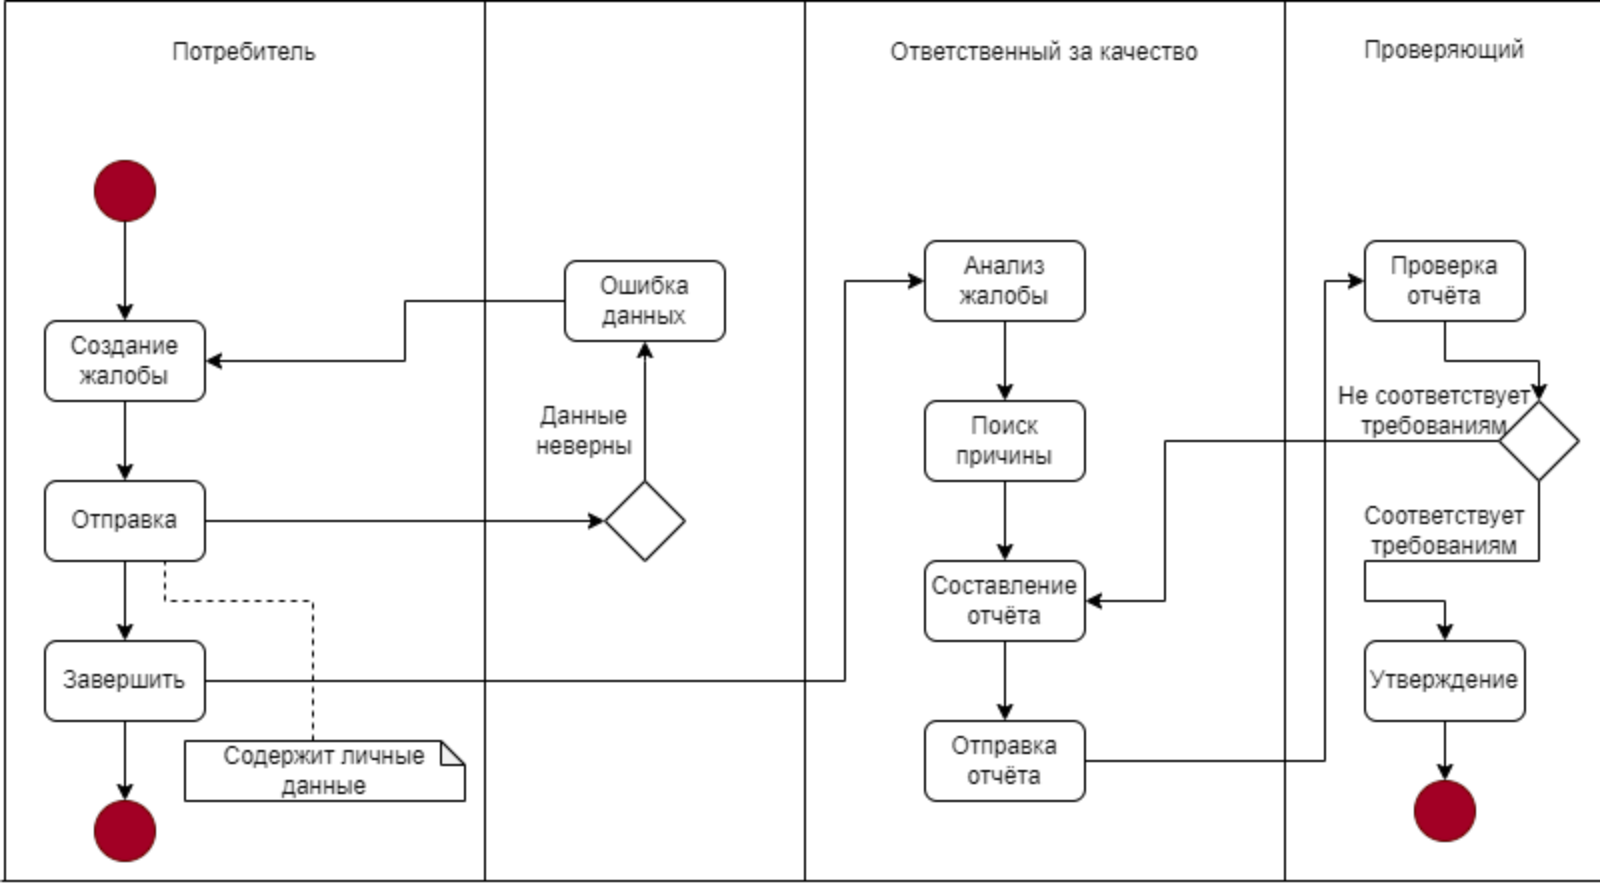 Потребитель
Ответственный за качество
Проверяющий
Создание
жалобы
Отправка
Завершить
Содержит личные
данные
Ошибка
данных
Данные
неверны
Анализ
жалобы
Поиск
причины
Составление
отчёта
Отправка
отчёта
Проверка
отчёта
Не соответствует
требованиям
Соответствует
требованиям
Утверждение